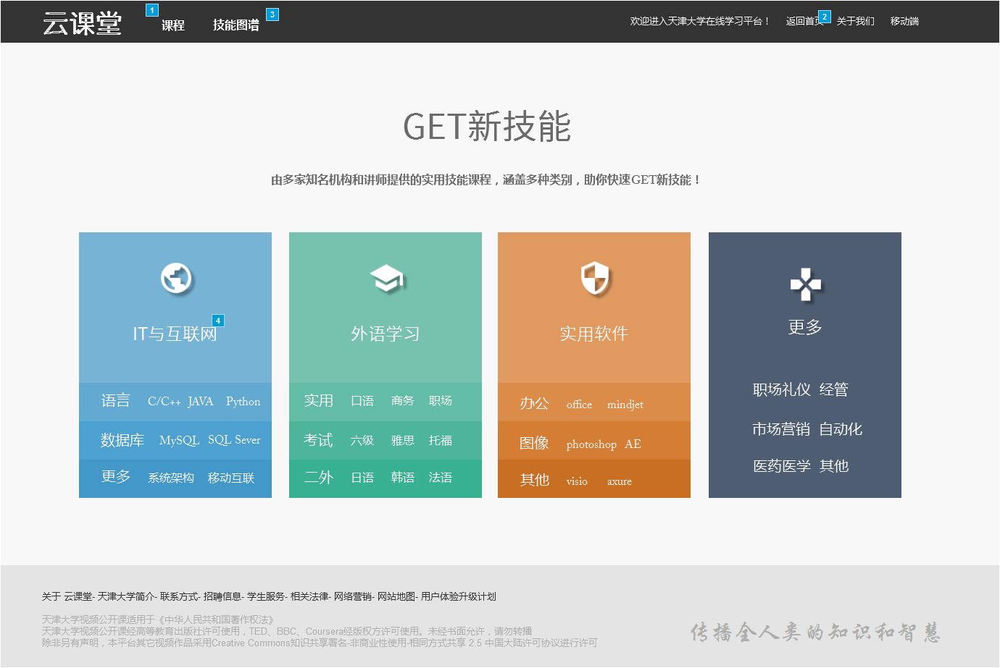 云课堂 1 课程 技能图谱 3 欢迎进入天津大学在线学习平台！ 返回首页 2 关于我们 移动端
GET新技能
由多家知名机构和讲师提供的实用技能课程，涵盖多种类别，助你快速GET新技能！
IT与互联网 4
语言 C/C++ JAVA Python
数据库 MySQL SQL Sever
更多 系统架构 移动互联
外语学习
实用 口语 商务 职场
考试 六级 雅思 托福
二外 日语 韩语 法语
实用软件
办公 office mindjet
图像 photoshop AE
其他 visio axure
更多
职场礼仪 经管
市场营销 自动化
医药医学 其他
关于 云课堂- 天津大学简介- 联系方式- 招聘信息- 学生服务- 相关法律- 网络营销- 网站地图- 用户体验升级计划
天津大学视频公开课适用于《中华人民共和国著作权法》
天津大学视频公开课经高等教育出版社许可使用，TED、BBC、Coursera经版权方许可使用。未经书面允许，请勿转播
除非另有声明，本平台其它视频作品采用Creative Commons知识共享署名-非商业性使用-相同方式共享 2.5 中国大陆许可协议进行许可
传播全人类的知识和智慧